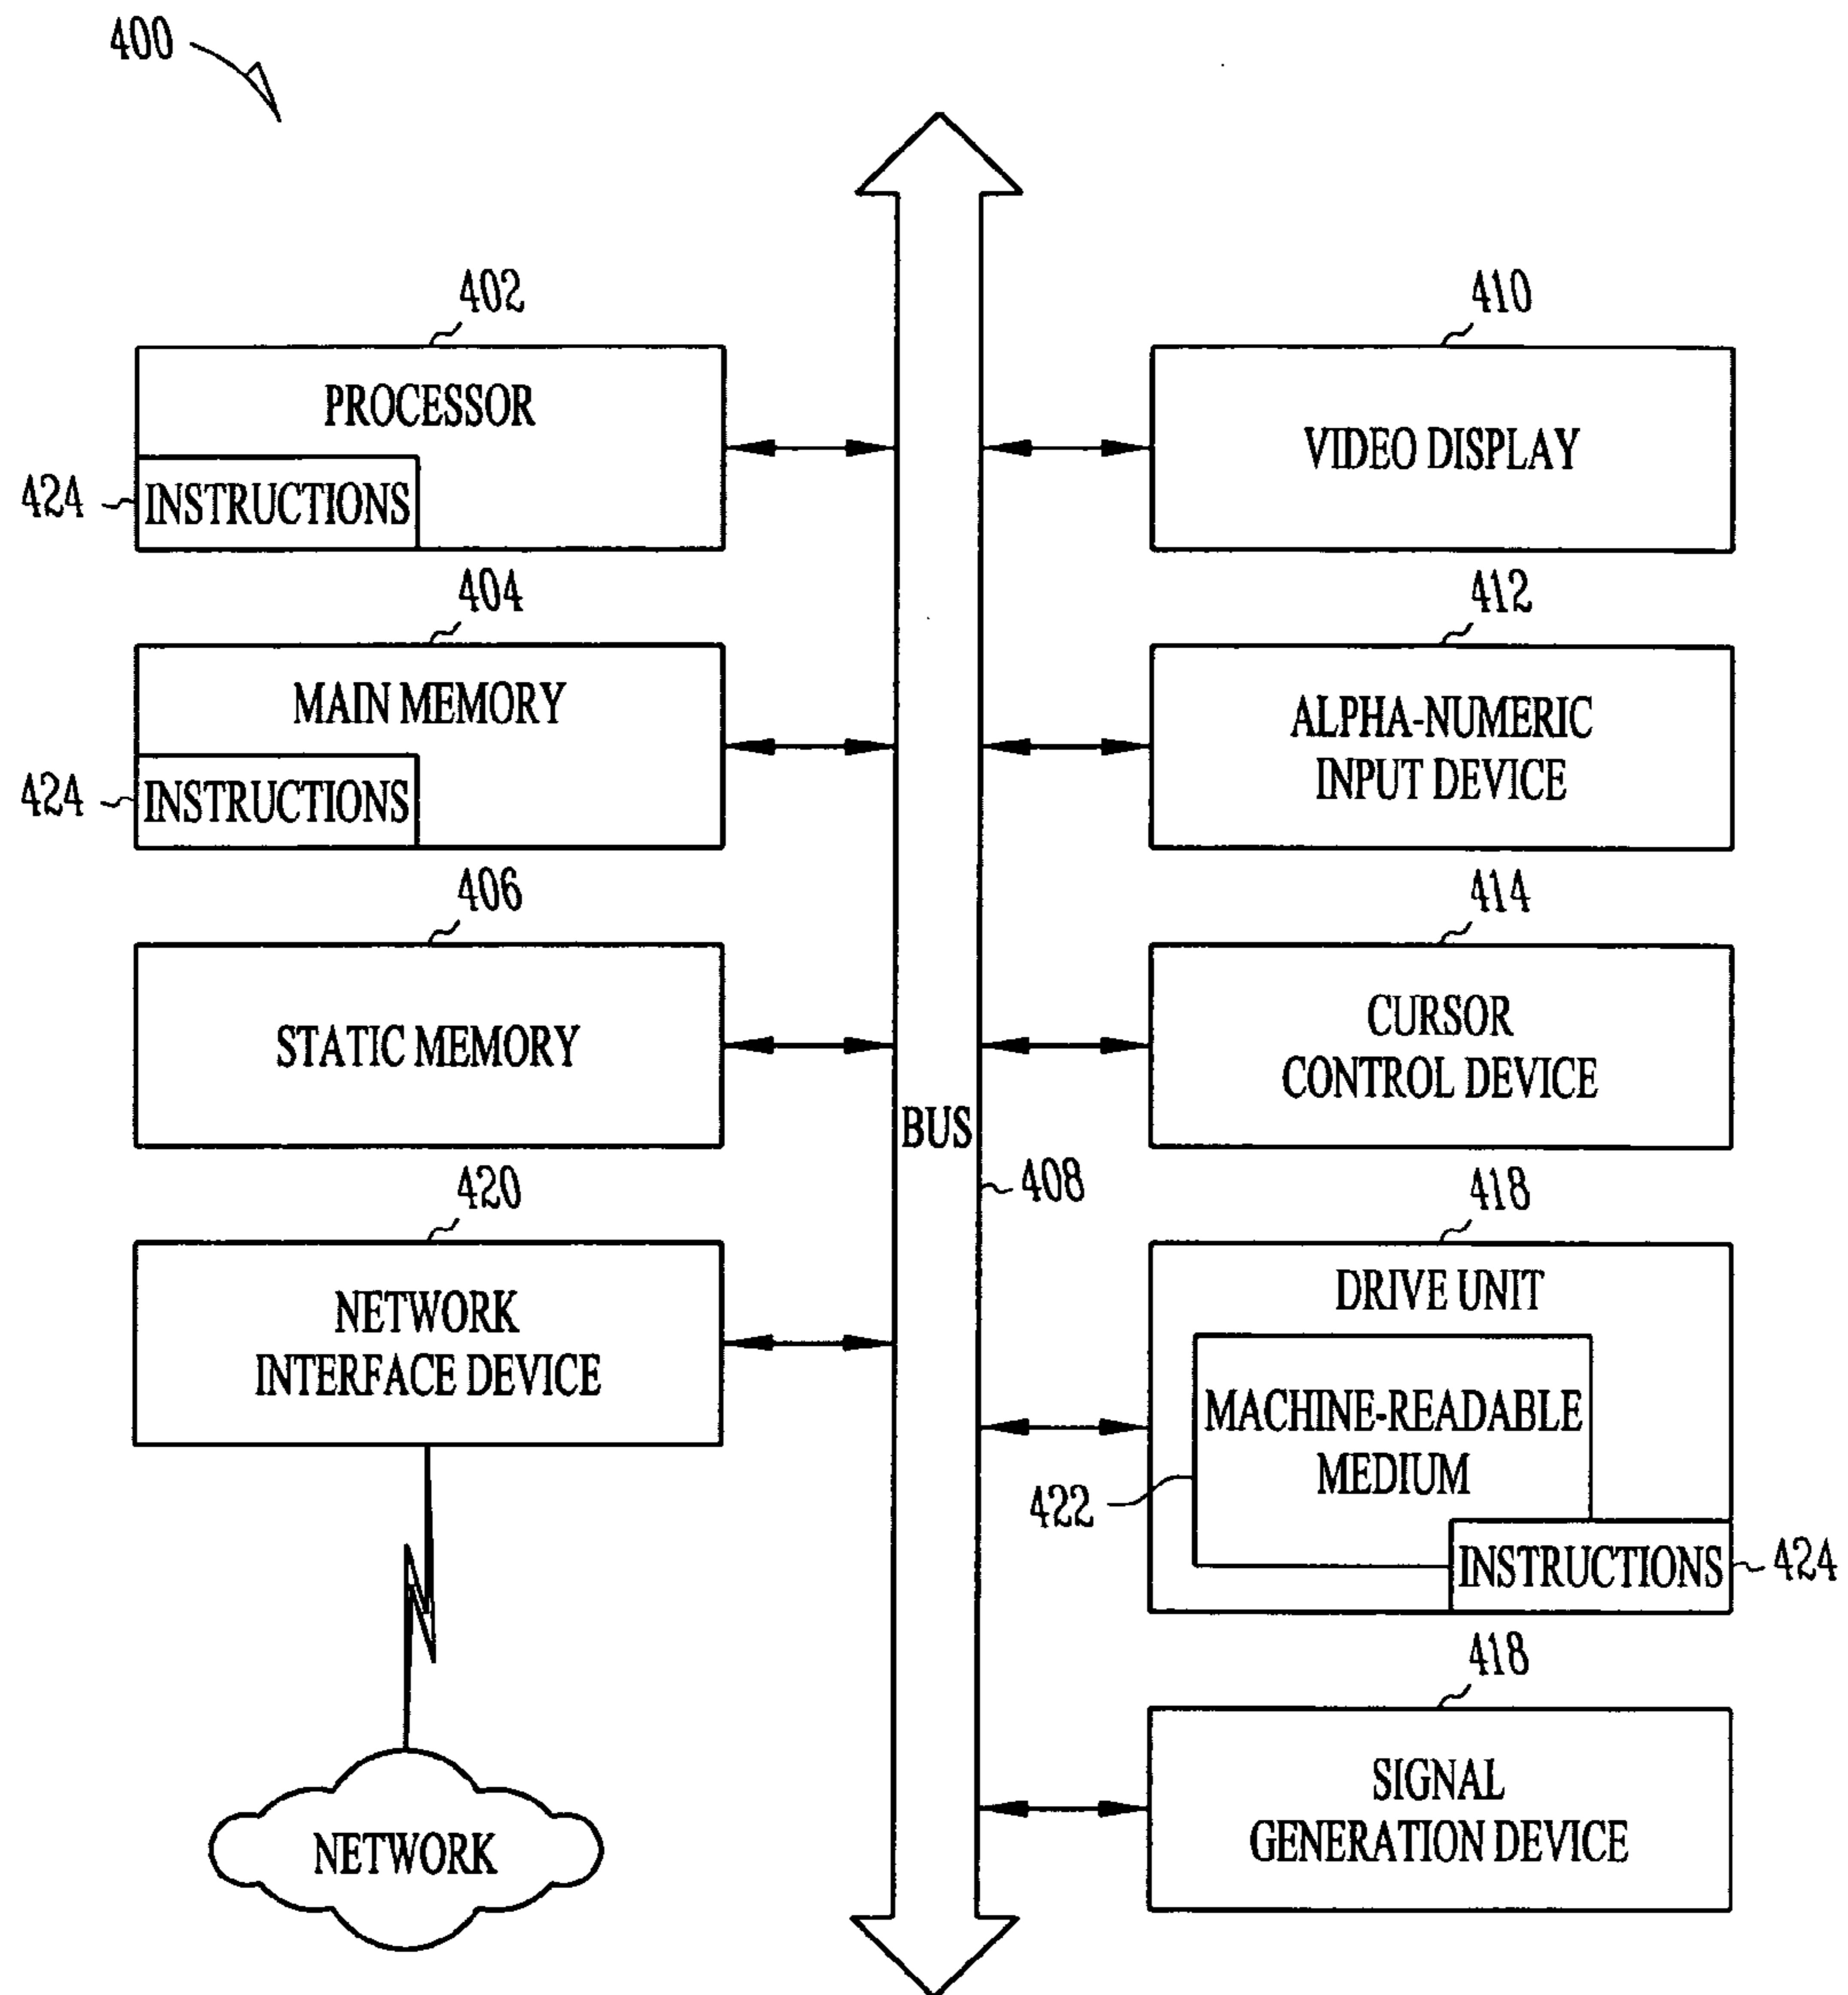 400
402
PROCESSOR
424
INSTRUCTIONS
404
MAIN MEMORY
424
INSTRUCTIONS
406
STATIC MEMORY
420
NETWORK
INTERFACE DEVICE
NETWORK
BUS
408
410
VIDEO DISPLAY
412
ALPHA-NUMERIC
INPUT DEVICE
414
CURSOR
CONTROL DEVICE
418
DRIVE UNIT
MACHINE-READABLE
MEDIUM
422
INSTRUCTIONS
424
418
SIGNAL
GENERATION DEVICE